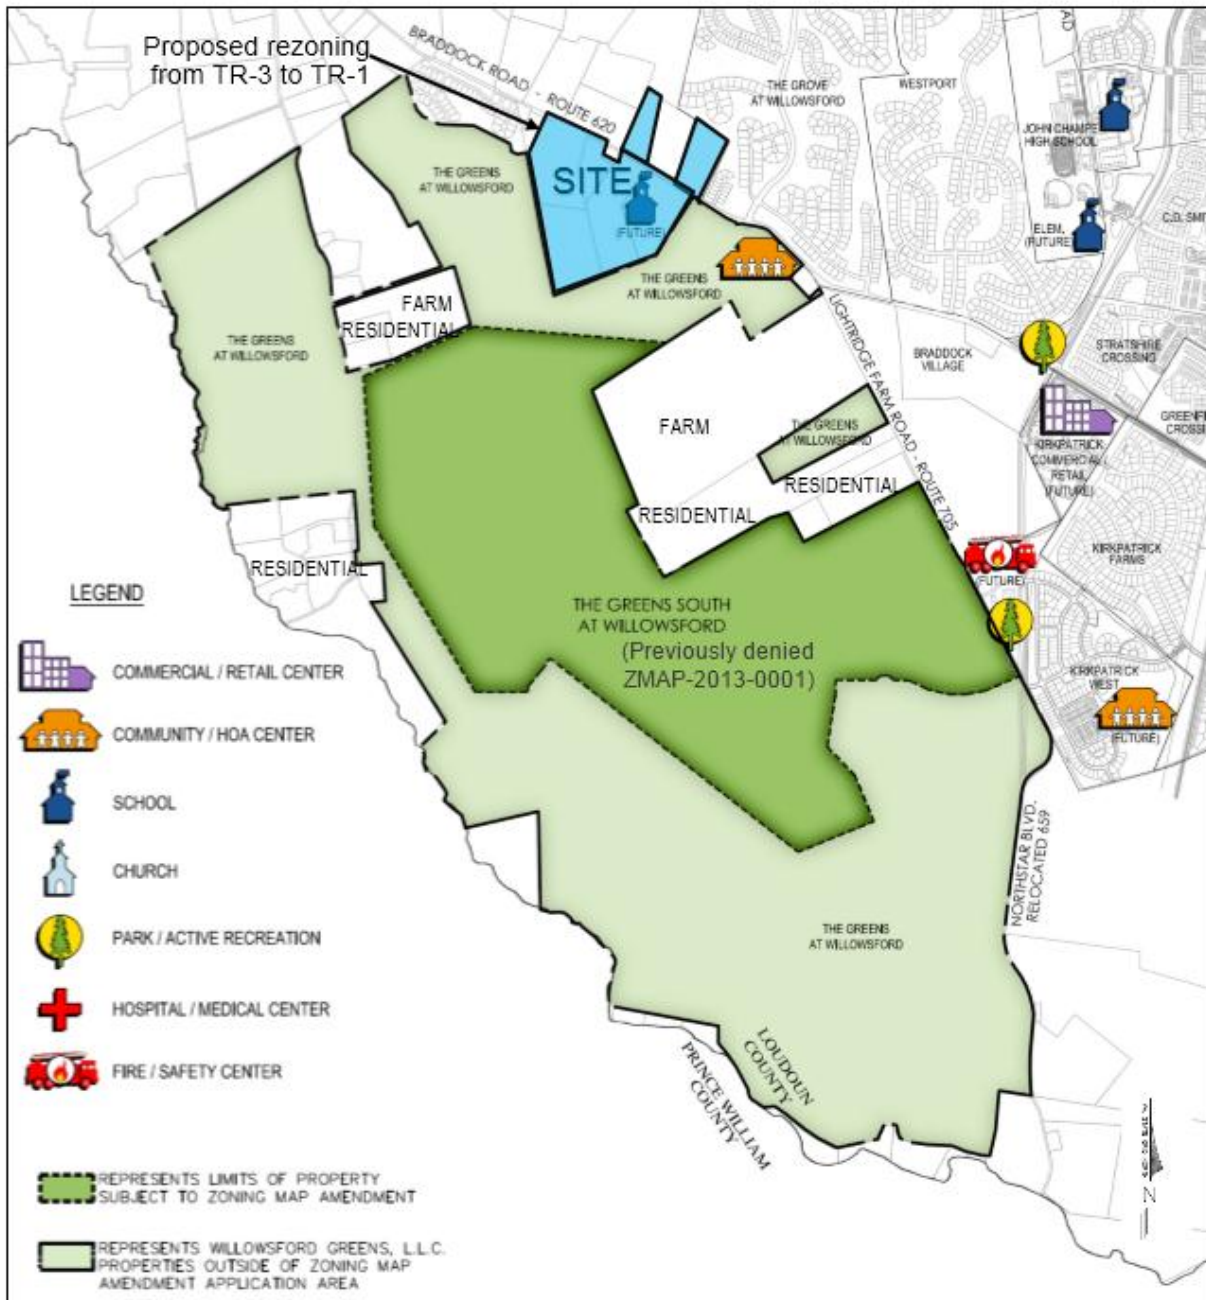 Proposed rezoning
from TR-3 to TR-1
BRADDOCK ROAD - ROUTE 620
THE GROVE
AT WILLOWSFORD
WESTPORT
JOHN CHAMPE
HIGH SCHOOL
ELEM.
(FUTURE)
SITE
(FUTURE)
THE GREENS
AT WILLOWSFORD
THE GREENS
AT WILLOWSFORD
FARM
RESIDENTIAL
THE GREENS
AT WILLOWSFORD
LIGHTRIDGE FARM ROAD - ROUTE 705
BRADDOCK
VILLAGE
STRATSHIRE
CROSSING
KIRKPATRICK
COMMERCIAL /
RETAIL
(FUTURE)
FARM
THE GREENS
AT WILLOWSFORD
RESIDENTIAL
RESIDENTIAL
RESIDENTIAL
(FUTURE)
KIRKPATRICK
FARMS
THE GREENS SOUTH
AT WILLOWSFORD
(Previously denied
ZMAP-2013-0001)
KIRKPATRICK
WEST
(FUTURE)
NORTHSTAR BLVD.
RELOCATED 659
THE GREENS
AT WILLOWSFORD
LOUDOUN
COUNTY
PRINCE WILLIAM
COUNTY
N
LEGEND
COMMERCIAL / RETAIL CENTER
COMMUNITY / HOA CENTER
SCHOOL
CHURCH
PARK / ACTIVE RECREATION
HOSPITAL / MEDICAL CENTER
FIRE / SAFETY CENTER
REPRESENTS LIMITS OF PROPERTY
SUBJECT TO ZONING MAP AMENDMENT
REPRESENTS WILLOWSFORD GREENS, L.L.C.
PROPERTIES OUTSIDE OF ZONING MAP
AMENDMENT APPLICATION AREA